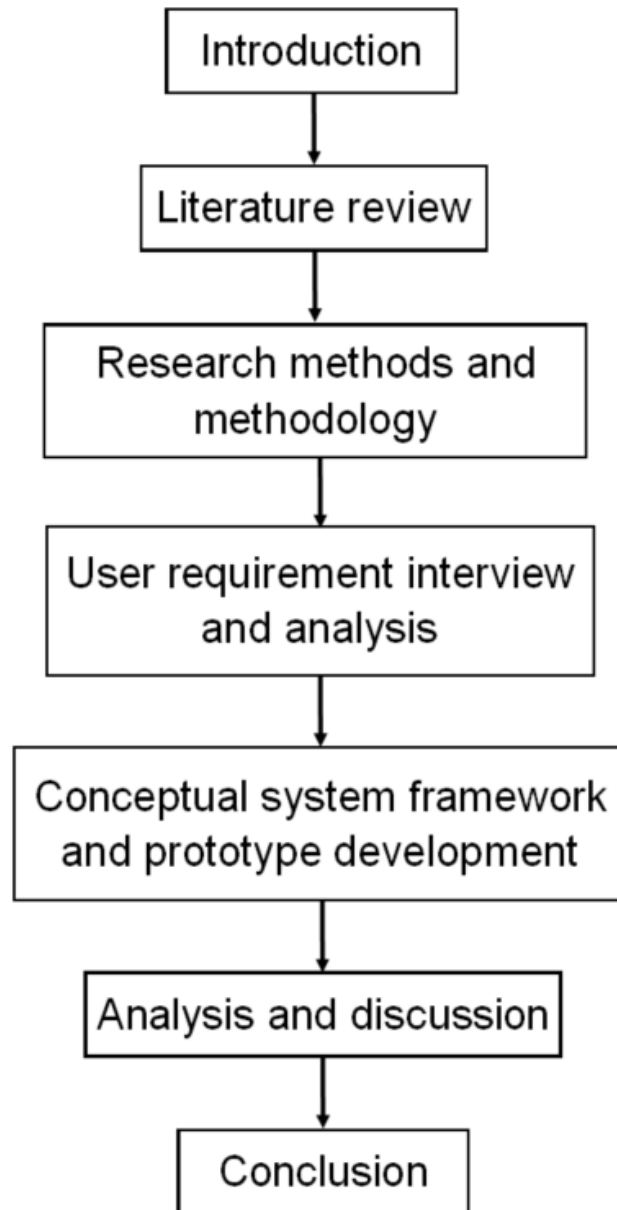 Introduction
Literature review
Research methods and
methodology
User requirement interview
and analysis
Conceptual system framework
and prototype development
Analysis and discussion
Conclusion